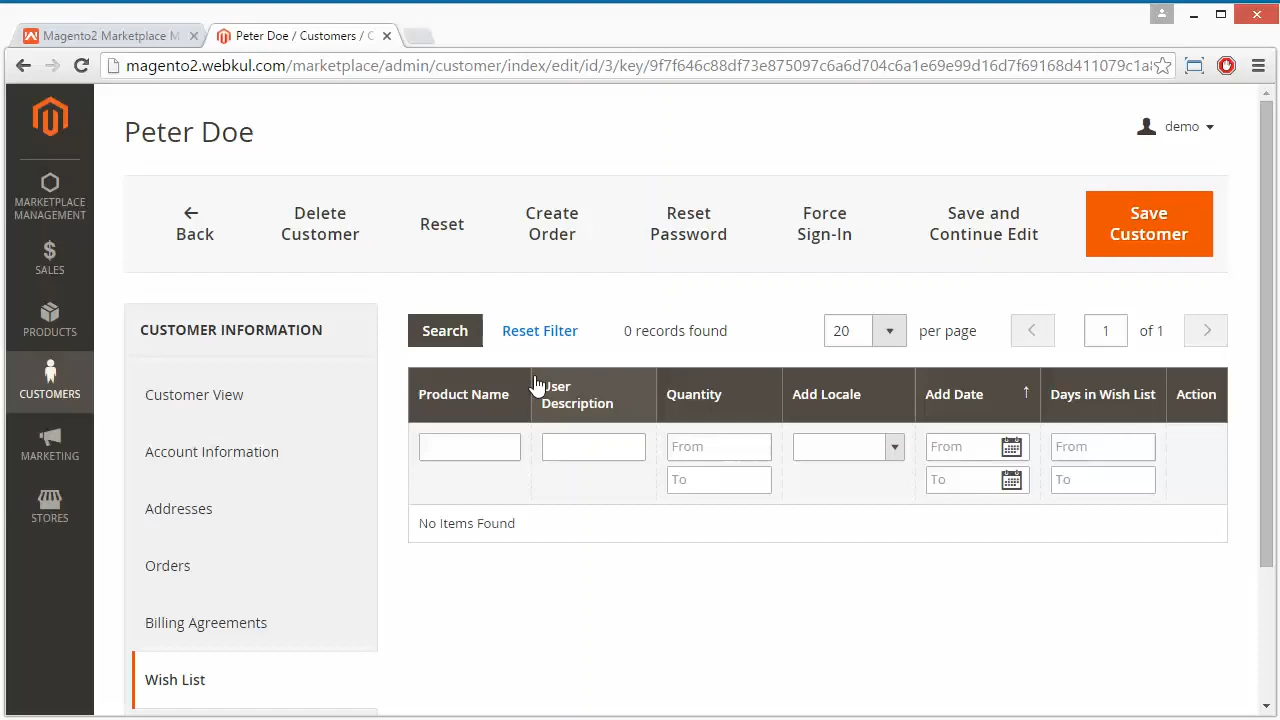 Magento2 Marketplace M
Peter Doe / Customers / C
magento2.webkul.com/marketplace/admin/customer/index/edit/id/3/key/9f7f646c88df73e875097c6a6d704c6a1e69e99d16d7f69168d411079c1a8
Peter Doe
demo
Back
Delete
Customer
Reset
Create
Order
Reset
Password
Force
Sign-In
Save and
Continue Edit
Save
Customer
MARKETPLACE
MANAGEMENT
SALES
PRODUCTS
CUSTOMERS
MARKETING
STORES
CUSTOMER INFORMATION
Customer View
Account Information
Addresses
Orders
Billing Agreements
Wish List
Search Reset Filter 0 records found 20 per page 1 of 1
Product Name
User
Description
Quantity
Add Locale
Add Date
Days in Wish List
Action
From From From
To To To
No Items Found